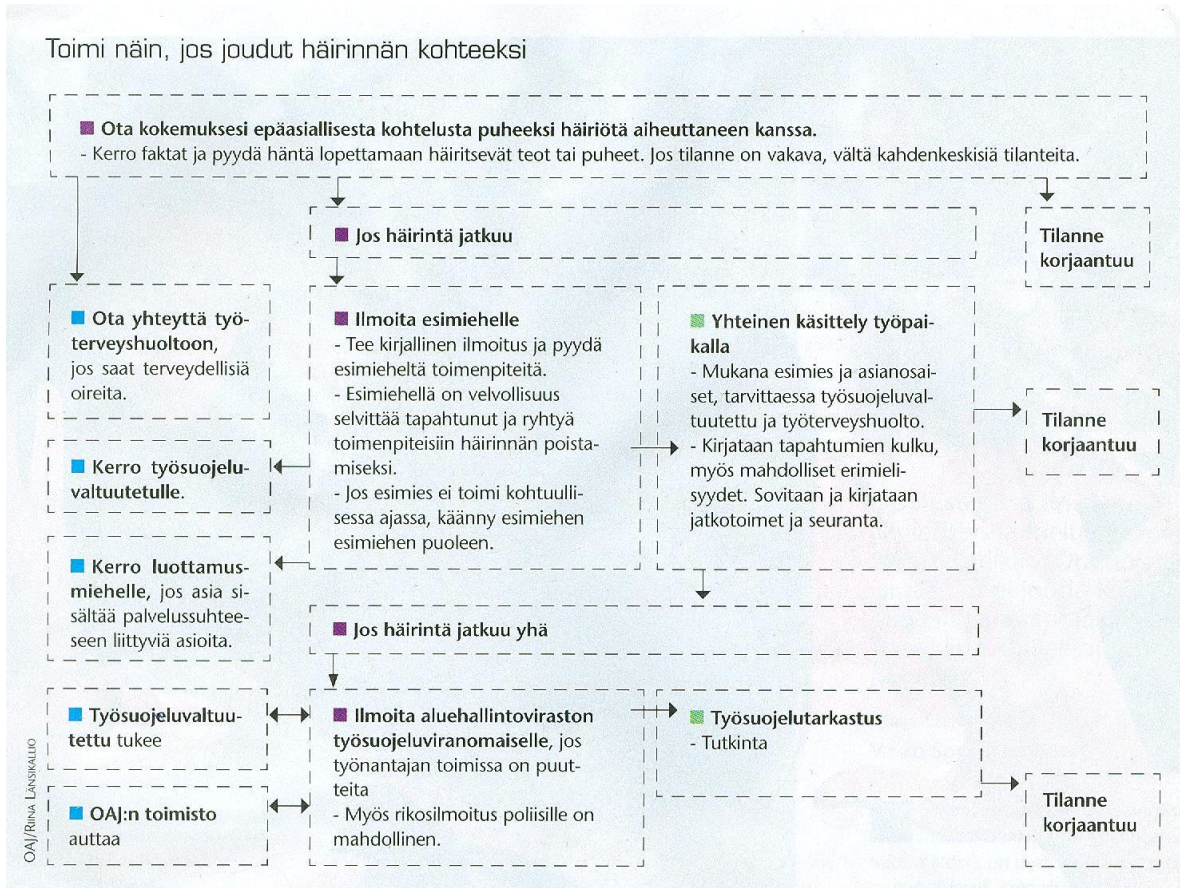 Toimi näin, jos joudut häirinnän kohteeksi
Ota kokemuksesi epäasiallisesta kohtelusta puheeksi häiriötä aiheuttaneen kanssa.
- Kerro faktat ja pyydä häntä lopettamaan häiritsevät teot tai puheet. Jos tilanne on vakava, vältä kahdenkeskisiä tilanteita.
Jos häirintä jatkuu
Tilanne
korjaantuu
Ota yhteyttä työ-
terveyshuoltoon,
jos saat terveydellisiä
oireita.
Ilmoita esimiehelle
- Tee kirjallinen ilmoitus ja pyydä
esimieheltä toimenpiteitä.
- Esimiehellä on velvollisuus
selvittää tapahtunut ja ryhtyä
toimenpiteisiin häirinnän poista-
miseksi.
- Jos esimies ei toimi kohtuulli-
sessa ajassa, käänny esimiehen
esimiehen puoleen.
Yhteinen käsittely työpai-
kalla
- Mukana esimies ja asianosai-
set, tarvittaessa työsuojeluval-
tuutettu ja työterveyshuolto.
- Kirjataan tapahtumien kulku,
myös mahdolliset erimieli-
syydet. Sovitaan ja kirjataan
jatkotoimet ja seuranta.
Tilanne
korjaantuu
Kerro työsuojelu-
valtuutetulle.
Kerro luottamus-
miehelle, jos asia si-
sältää palvelussuhtee-
seen liittyviä asioita.
Jos häirintä jatkuu yhä
Työsuojeluvaltuu-
tettu tukee
OAJ:n toimisto
auttaa
Ilmoita aluehallintoviraston
työsuojeluviranomaiselle, jos
työnantajan toimissa on puut-
teita
- Myös rikosilmoitus poliisille on
mahdollinen.
Työsuojelutarkastus
- Tutkinta
Tilanne
korjaantuu
OAJ/RIINA LÄNSIKALLIO